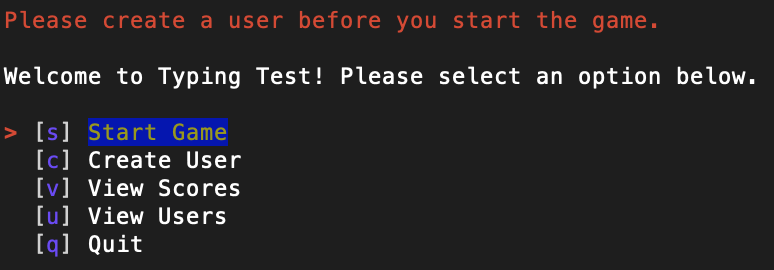 Please create a user before you start the game.
Welcome to Typing Test! Please select an option below.
> [s] Start Game
[c] Create User
[v] View Scores
[u] View Users
[q] Quit